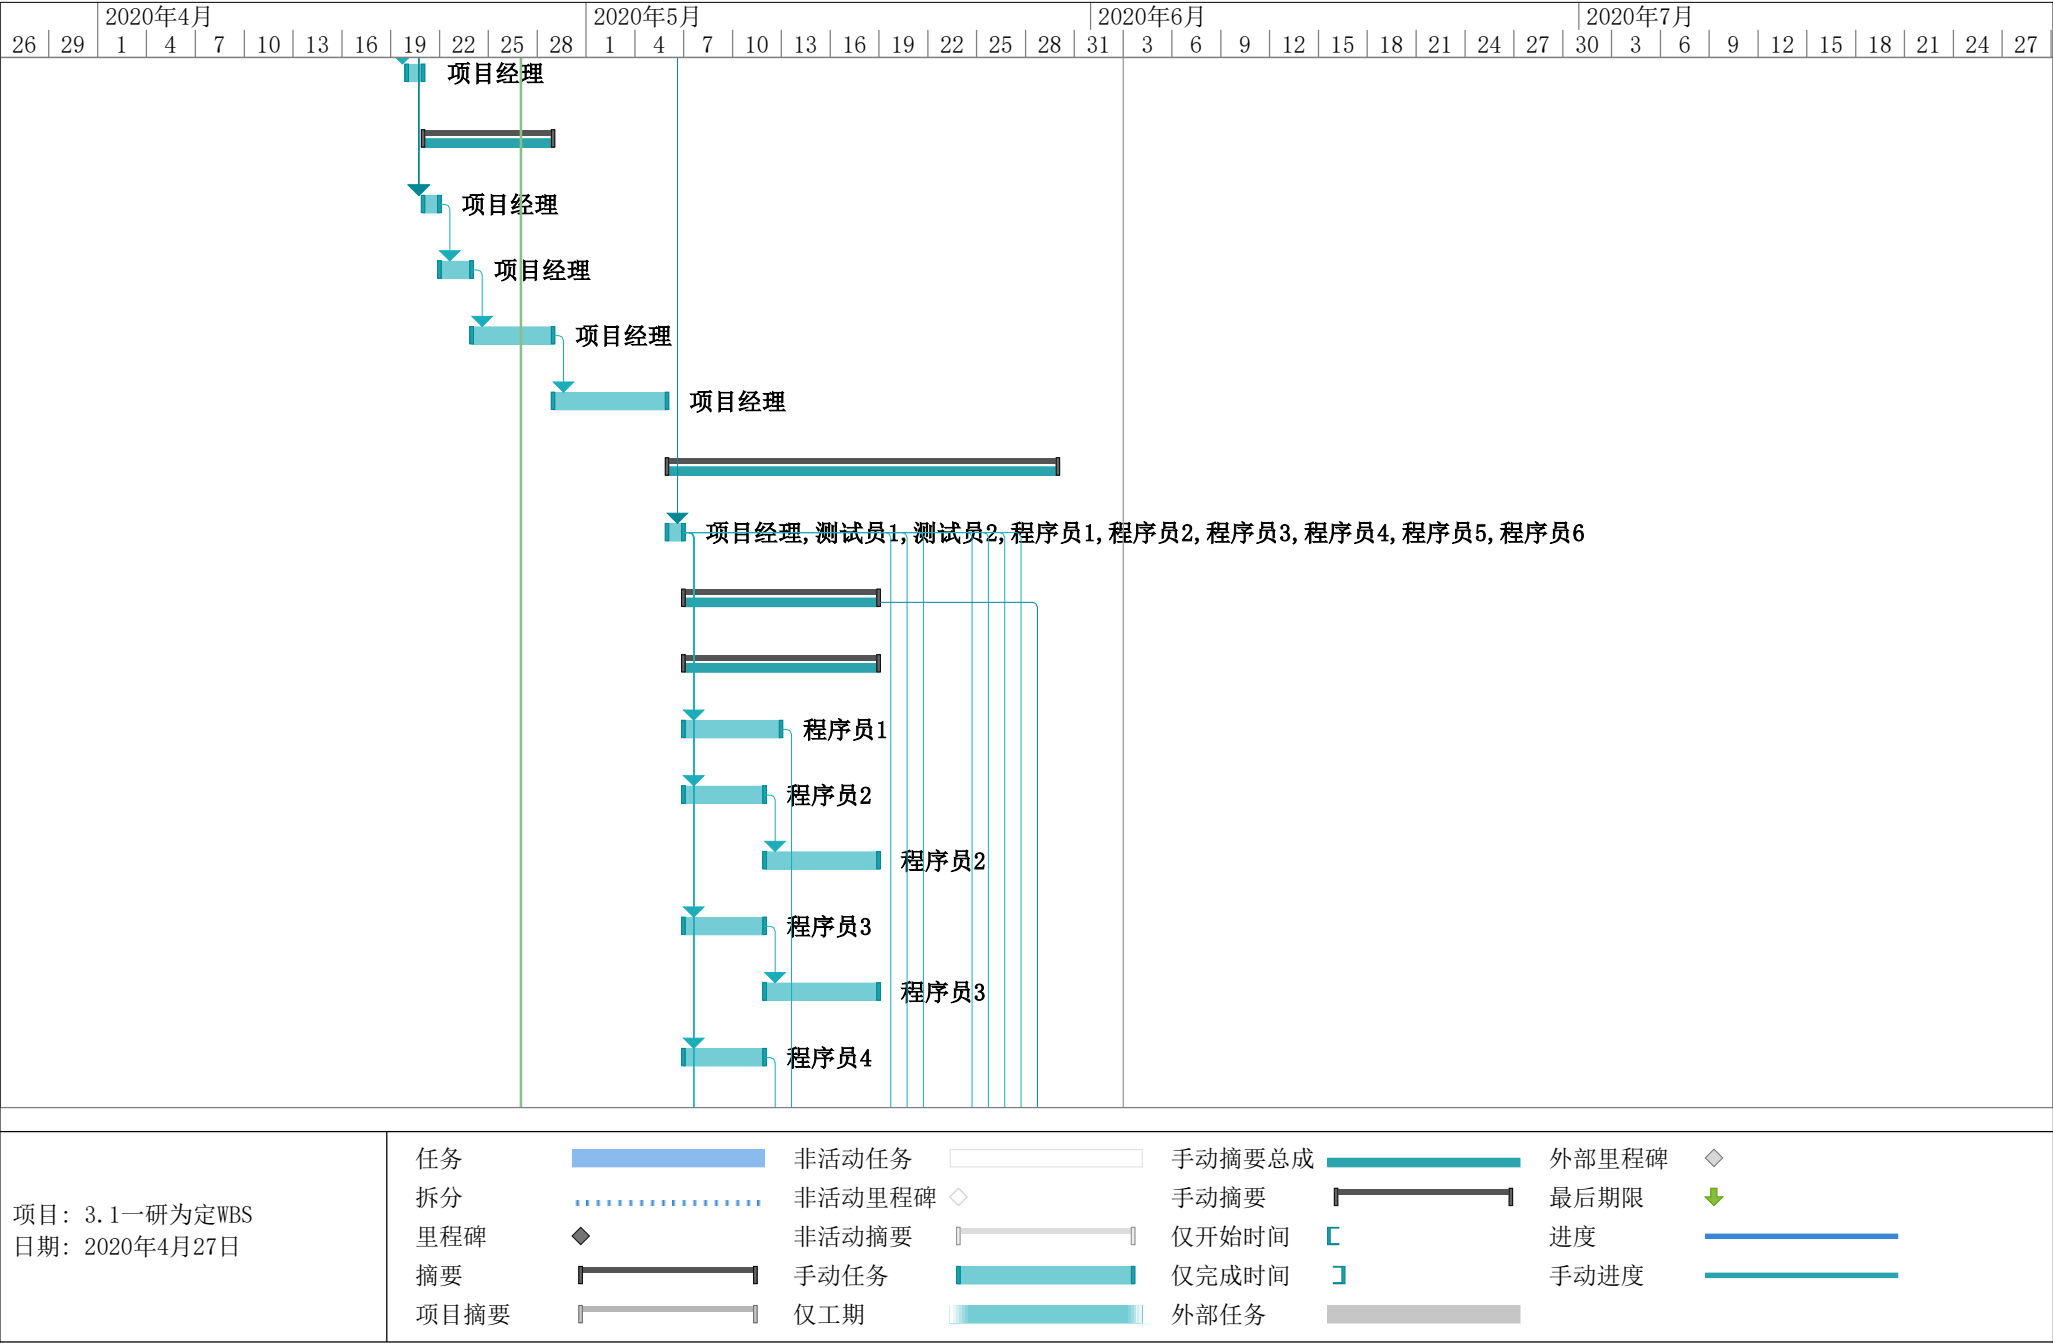 2020年4月 2020年5月 2020年6月 2020年7月
26 29 1 4 7 10 13 16 19 22 25 28 1 4 7 10 13 16 19 22 25 28 31 3 6 9 12 15 18 21 24 27 30 3 6 9 12 15 18 21 24 27
项目经理
项目经理
项目经理
项目经理
项目经理
项目经理,测试员1,测试员2,程序员1,程序员2,程序员3,程序员4,程序员5,程序员6
程序员1
程序员2
程序员2
程序员3
程序员3
程序员4
项目: 3.1一研为定WBS
日期: 2020年4月27日
任务
拆分
里程碑
摘要
项目摘要
非活动任务
非活动里程碑
非活动摘要
手动任务
仅工期
手动摘要总成
手动摘要
仅开始时间
仅完成时间
外部任务
外部里程碑
最后期限
进度
手动进度